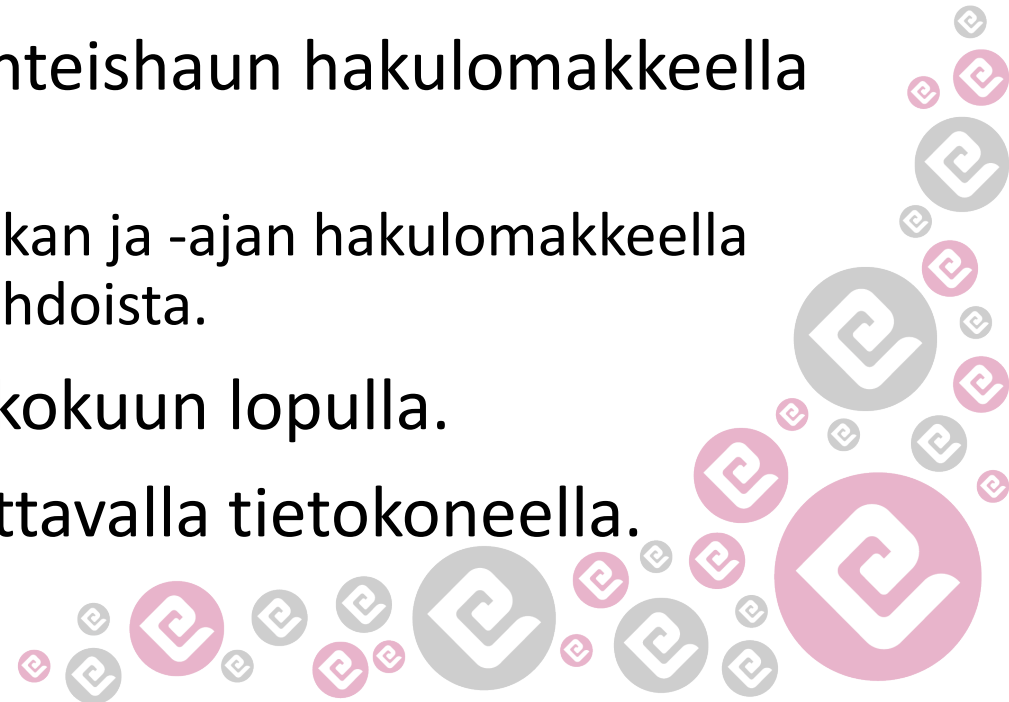 nteishaun hakulomakkeella
kan ja -ajan hakulomakkeella
hdoista.
kokuun lopulla.
ttavalla tietokoneella.